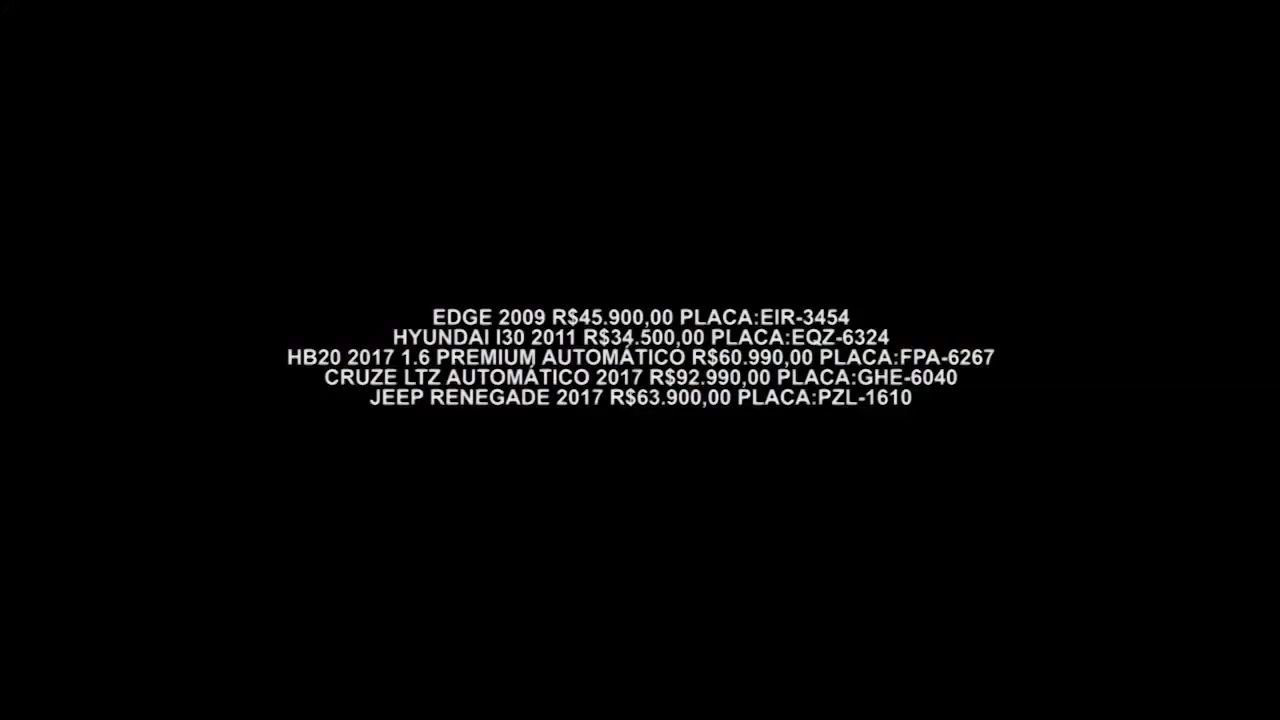 EDGE 2009 R$45.900,00 PLACA:EIR-3454
HYUNDAI I30 2011 R$34.500,00 PLACA:EQZ-6324
HB20 2017 1.6 PREMIUM AUTOMÁTICO R$60.990,00 PLACA:FPA-6267
CRUZE LTZ AUTOMÁTICO 2017 R$92.990,00 PLACA:GHE-6040
JEEP RENEGADE 2017 R$63.900,00 PLACA:PZL-1610